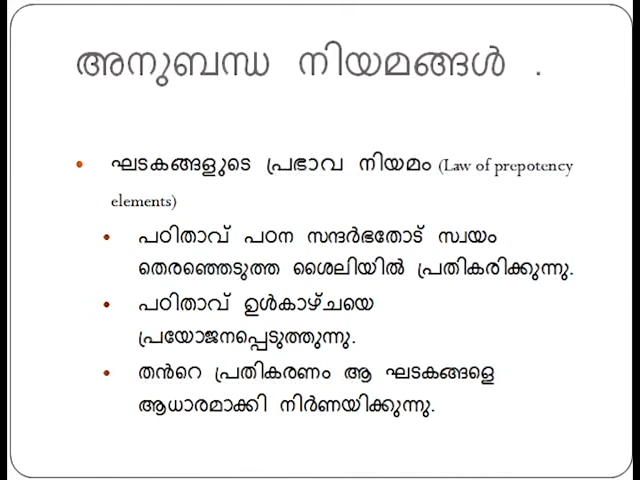 അനുബന്ധ നിയമങ്ങൾ .
• ഘടകങ്ങളുടെ പ്രഭാവ നിയമം (Law of prepotency
elements)
• പഠിതാവ് പഠന സന്ദർഭതോട് സ്വയം
തെരഞ്ഞെടുത്ത ശൈലിയിൽ പ്രതികരിക്കുന്നു.
• പഠിതാവ് ഉൾകാഴ്ചയെ
പ്രയോജനപ്പെടുത്തുന്നു.
• തൻറെ പ്രതികരണം ആ ഘടകങ്ങളെ
ആധാരമാക്കി നിർണയിക്കുന്നു.